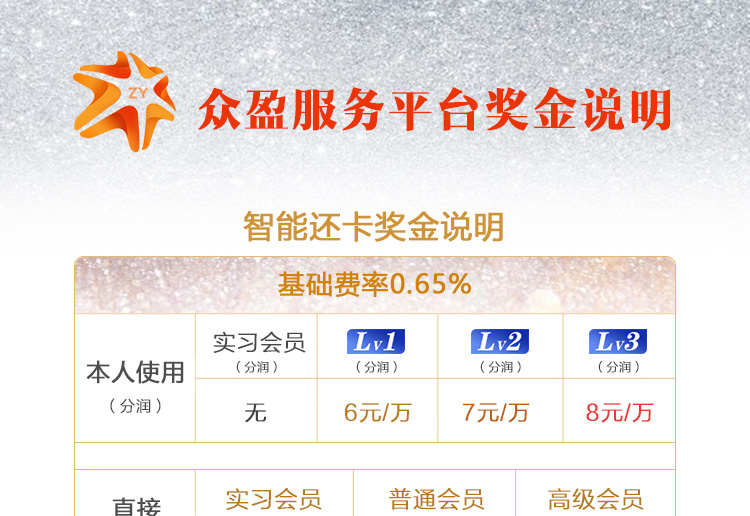 ZY
众盈服务平台奖金说明
智能还卡奖金说明
基础费率0.65%
本人使用
（分润）
实习会员 Lv1 Lv2 Lv3
（分润） （分润） （分润） （分润）
无 6元/万 7元/万 8元/万
直接 实习会员 普通会员 高级会员